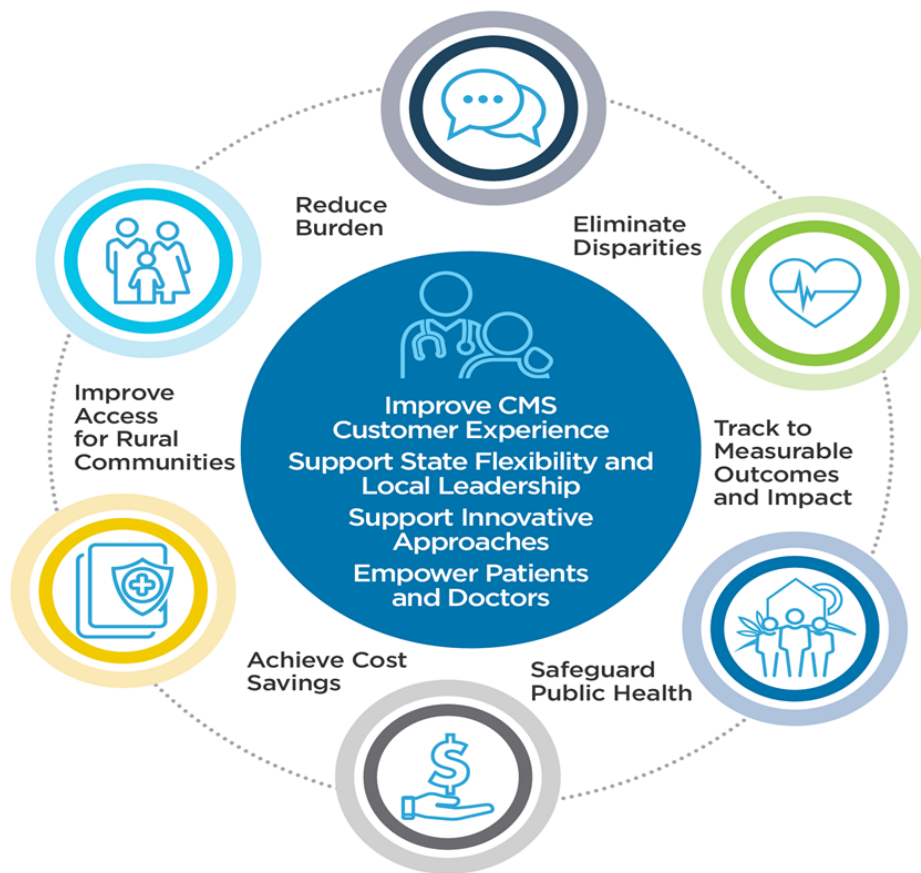 Reduce
Burden
Eliminate
Disparities
Improve
Access
for Rural
Communities
Improve CMS
Customer Experience
Support State Flexibility and
Local Leadership
Support Innovative
Approaches
Empower Patients
and Doctors
Track to
Measurable
Outcomes
and Impact
Achieve Cost
Savings
Safeguard
Public Health
$